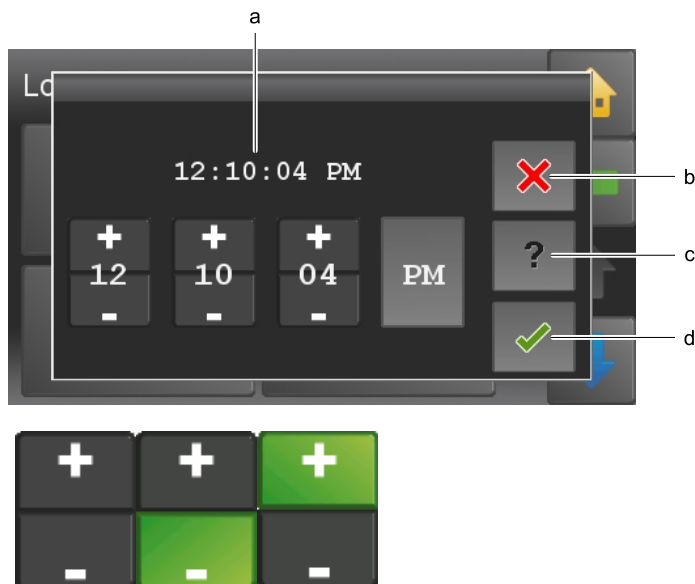 a
Lo
12:10:04 PM
b
+ + +
c
?
12 10 04 PM
- - -
d
+ + +
- - -